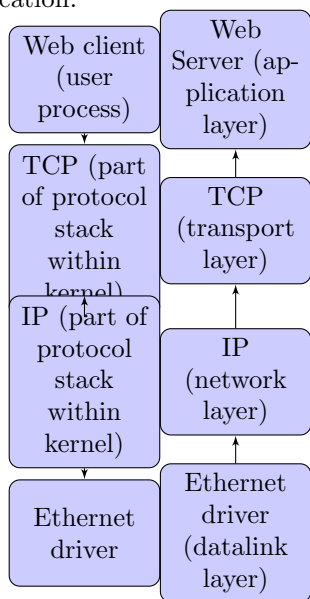 cation.
Web client
(user
process)
TCP (part
of protocol
stack
within
kernel)
IP (part of
protocol
stack
within
kernel)
Ethernet
driver
Web
Server (ap-
plication
layer)
TCP
(transport
layer)
IP
(network
layer)
Ethernet
driver
(datalink
layer)